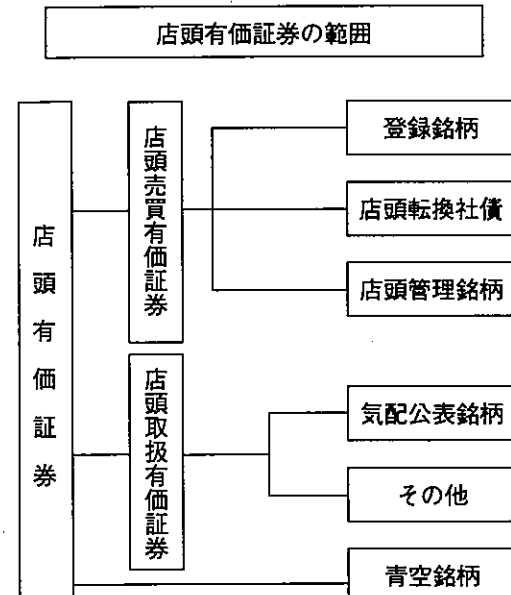 店頭有価証券の範囲
店頭有価証券
店頭売買有価証券
登録銘柄
店頭転換社債
店頭管理銘柄
店頭取扱有価証券
気配公表銘柄
その他
青空銘柄